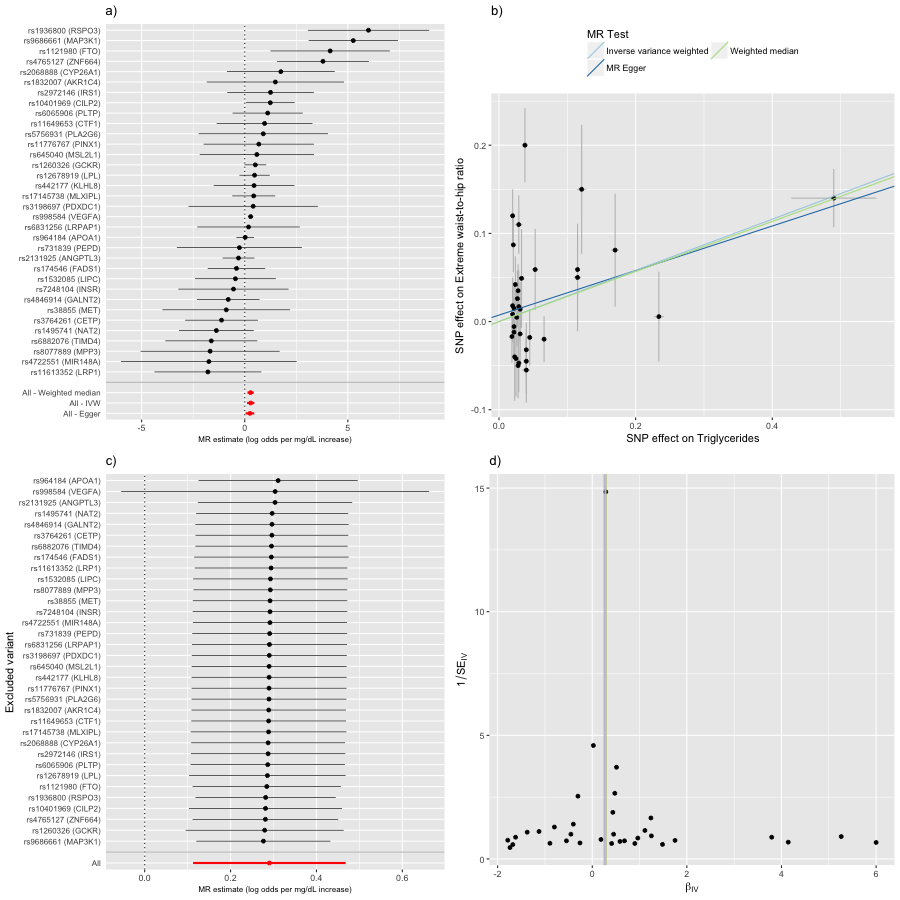 a)
rs1936800 (RSPO3)
rs9686661 (MAP3K1)
rs1121980 (FTO)
rs4765127 (ZNF664)
rs2068888 (CYP26A1)
rs1832007 (AKR1C4)
rs2972146 (IRS1)
rs10401969 (CILP2)
rs6065906 (PLTP)
rs11649653 (CTF1)
rs5756931 (PLA2G6)
rs11776767 (PINX1)
rs645040 (MSL2L1)
rs1260326 (GCKR)
rs12678919 (LPL)
rs442177 (KLHL8)
rs17145738 (MLXIPL)
rs3198697 (PDXDC1)
rs998584 (VEGFA)
rs6831256 (LRPAP1)
rs964184 (APOA1)
rs731839 (PEPD)
rs2131925 (ANGPTL3)
rs174546 (FADS1)
rs1532085 (LIPC)
rs7248104 (INSR)
rs4846914 (GALNT2)
rs38855 (MET)
rs3764261 (CETP)
rs1495741 (NAT2)
rs6882076 (TIMD4)
rs8077889 (MPP3)
rs4722551 (MIR148A)
rs11613352 (LRP1)
All - Weighted median
All - IVW
All - Egger
-5 0 5
MR estimate (log odds per mg/dL increase)
b)
MR Test
Inverse variance weighted
Weighted median
MR Egger
SNP effect on Extreme waist-to-hip ratio
0.2
0.1
0.0
-0.1
0.0 0.2 0.4
SNP effect on Triglycerides
c)
Excluded variant
rs964184 (APOA1)
rs998584 (VEGFA)
rs2131925 (ANGPTL3)
rs1495741 (NAT2)
rs4846914 (GALNT2)
rs3764261 (CETP)
rs6882076 (TIMD4)
rs174546 (FADS1)
rs11613352 (LRP1)
rs1532085 (LIPC)
rs8077889 (MPP3)
rs38855 (MET)
rs7248104 (INSR)
rs4722551 (MIR148A)
rs731839 (PEPD)
rs6831256 (LRPAP1)
rs3198697 (PDXDC1)
rs645040 (MSL2L1)
rs442177 (KLHL8)
rs11776767 (PINX1)
rs5756931 (PLA2G6)
rs1832007 (AKR1C4)
rs11649653 (CTF1)
rs17145738 (MLXIPL)
rs2068888 (CYP26A1)
rs2972146 (IRS1)
rs6065906 (PLTP)
rs12678919 (LPL)
rs1121980 (FTO)
rs1936800 (RSPO3)
rs10401969 (CILP2)
rs4765127 (ZNF664)
rs1260326 (GCKR)
rs9686661 (MAP3K1)
All
0.0 0.2 0.4 0.6
MR estimate (log odds per mg/dL increase)
d)
1/SE_IV
15
10
5
0
-2 0 2 4 6
β_IV